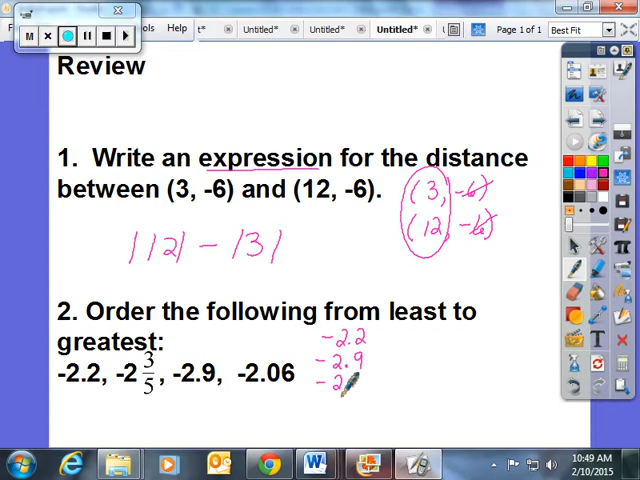 M
t*
Untitled*
Untitled*
Untitled*
Page 1 of 1
Best Fit
Tools
Help
Review
1. Write an expression for the distance
between (3, -6) and (12, -6).
(3, -6)
(12, -6)
|12| - |3|
2. Order the following from least to
greatest:
-2.2, -2 3/5, -2.9, -2.06
-2.2
-2.9
-2.
10:49 AM
2/10/2015